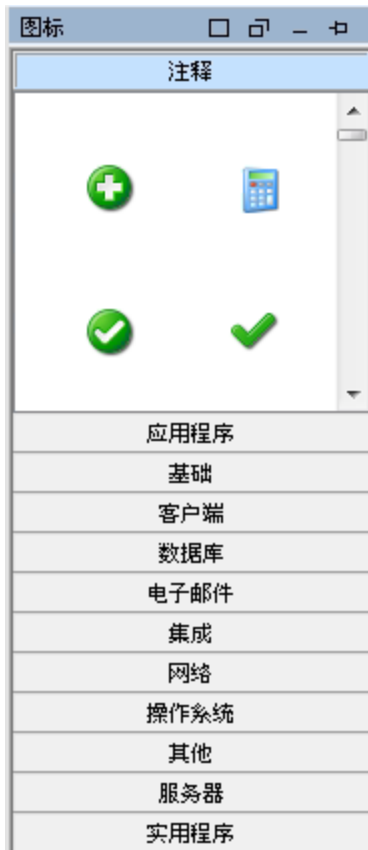 图标
注释
应用程序
基础
客户端
数据库
电子邮件
集成
网络
操作系统
其他
服务器
实用程序